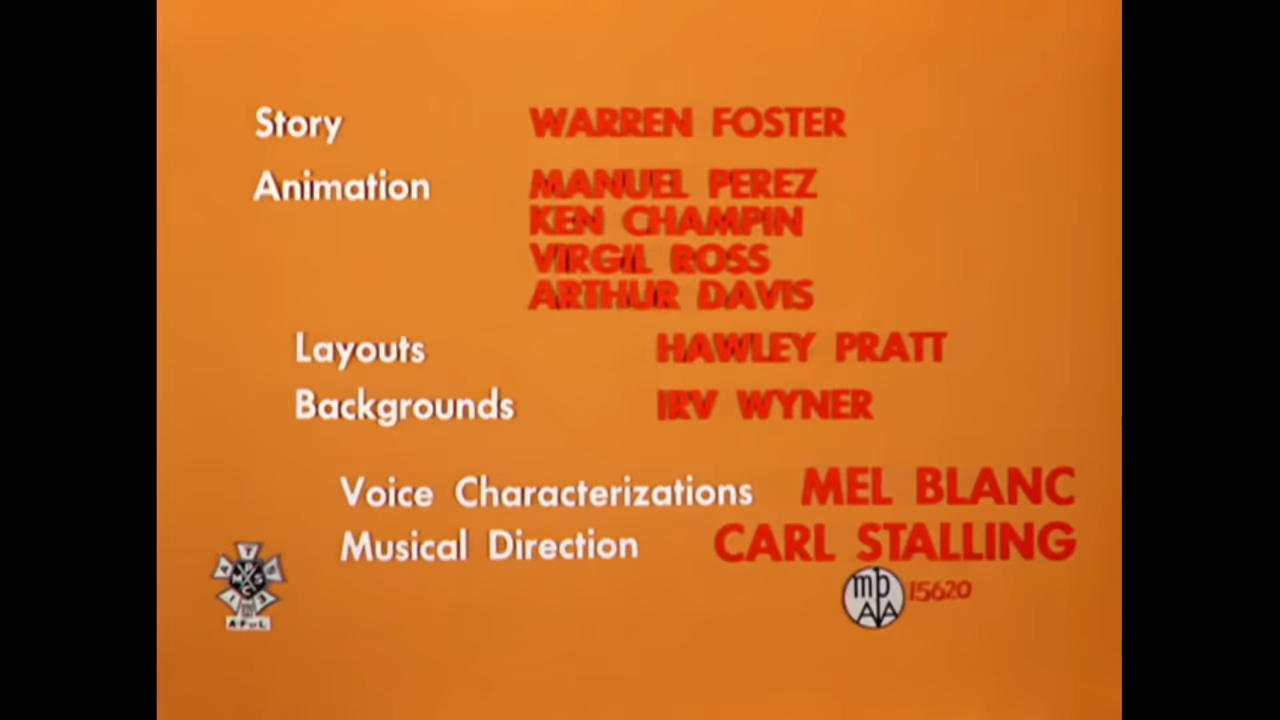 Story WARREN FOSTER
Animation MANUEL PEREZ
KEN CHAMPIN
VIRGIL ROSS
ARTHUR DAVIS
Layouts HAWLEY PRATT
Backgrounds IRV WYNER
Voice Characterizations MEL BLANC
Musical Direction CARL STALLING
mpAA 15620